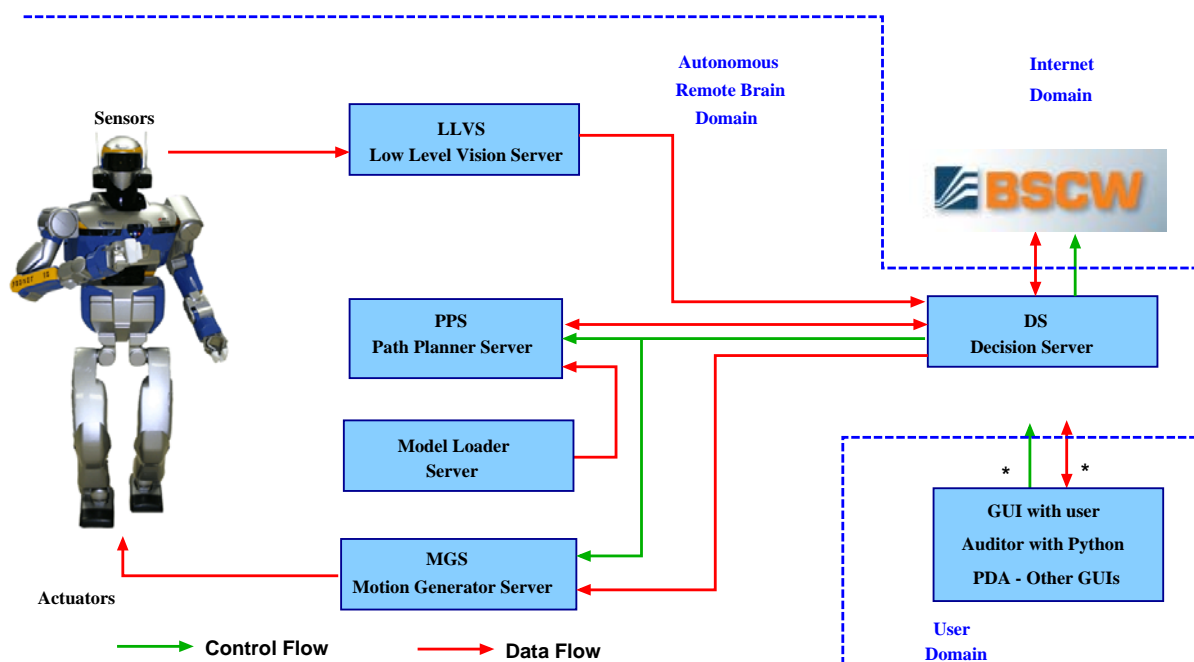 Autonomous
Remote Brain
Domain
Internet
Domain
Sensors
LLVS
Low Level Vision Server
BSCW
PPS
Path Planner Server
DS
Decision Server
Model Loader
Server
* *
GUI with user
Auditor with Python
PDA - Other GUIs
MGS
Motion Generator Server
Actuators
User
Domain
Control Flow
Data Flow